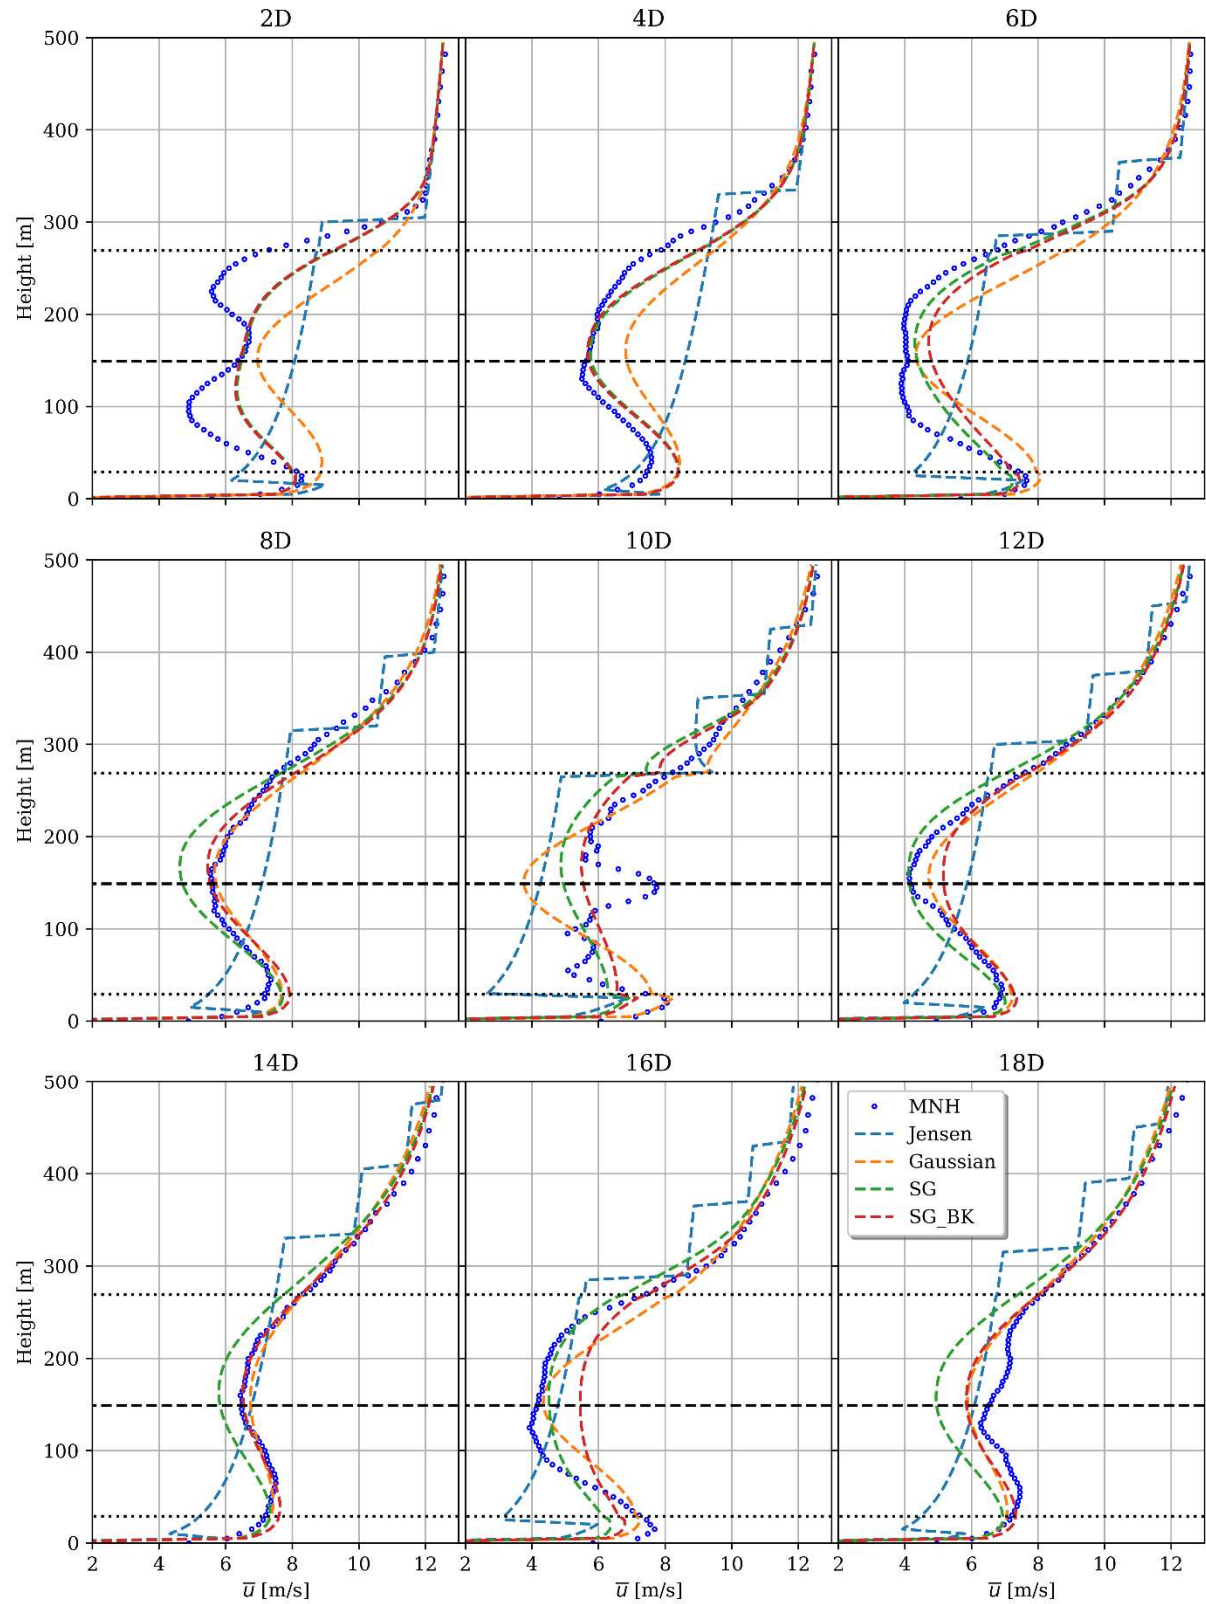 2D 4D 6D
500
400
300
200
100
0
Height [m]
8D 10D 12D
500
400
300
200
100
0
Height [m]
14D 16D 18D
500
400
300
200
100
0
Height [m]
MNH
Jensen
Gaussian
SG
SG_BK
2 4 6 8 10 12 2 4 6 8 10 12 2 4 6 8 10 12
u̅ [m/s] u̅ [m/s] u̅ [m/s]